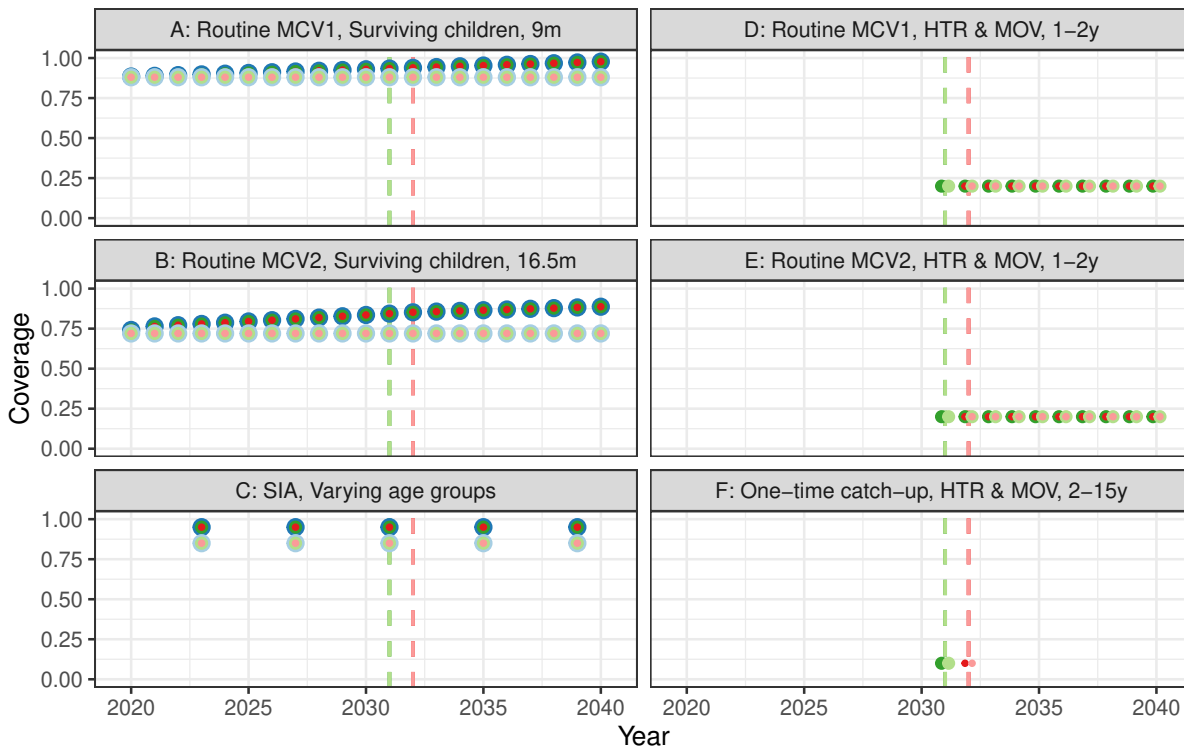 A: Routine MCV1, Surviving children, 9m
D: Routine MCV1, HTR & MOV, 1−2y
1.00
0.75
0.50
0.25
0.00
B: Routine MCV2, Surviving children, 16.5m
E: Routine MCV2, HTR & MOV, 1−2y
1.00
0.75
0.50
0.25
0.00
Coverage
C: SIA, Varying age groups
F: One−time catch−up, HTR & MOV, 2−15y
1.00
0.75
0.50
0.25
0.00
2020 2025 2030 2035 2040 2020 2025 2030 2035 2040
Year